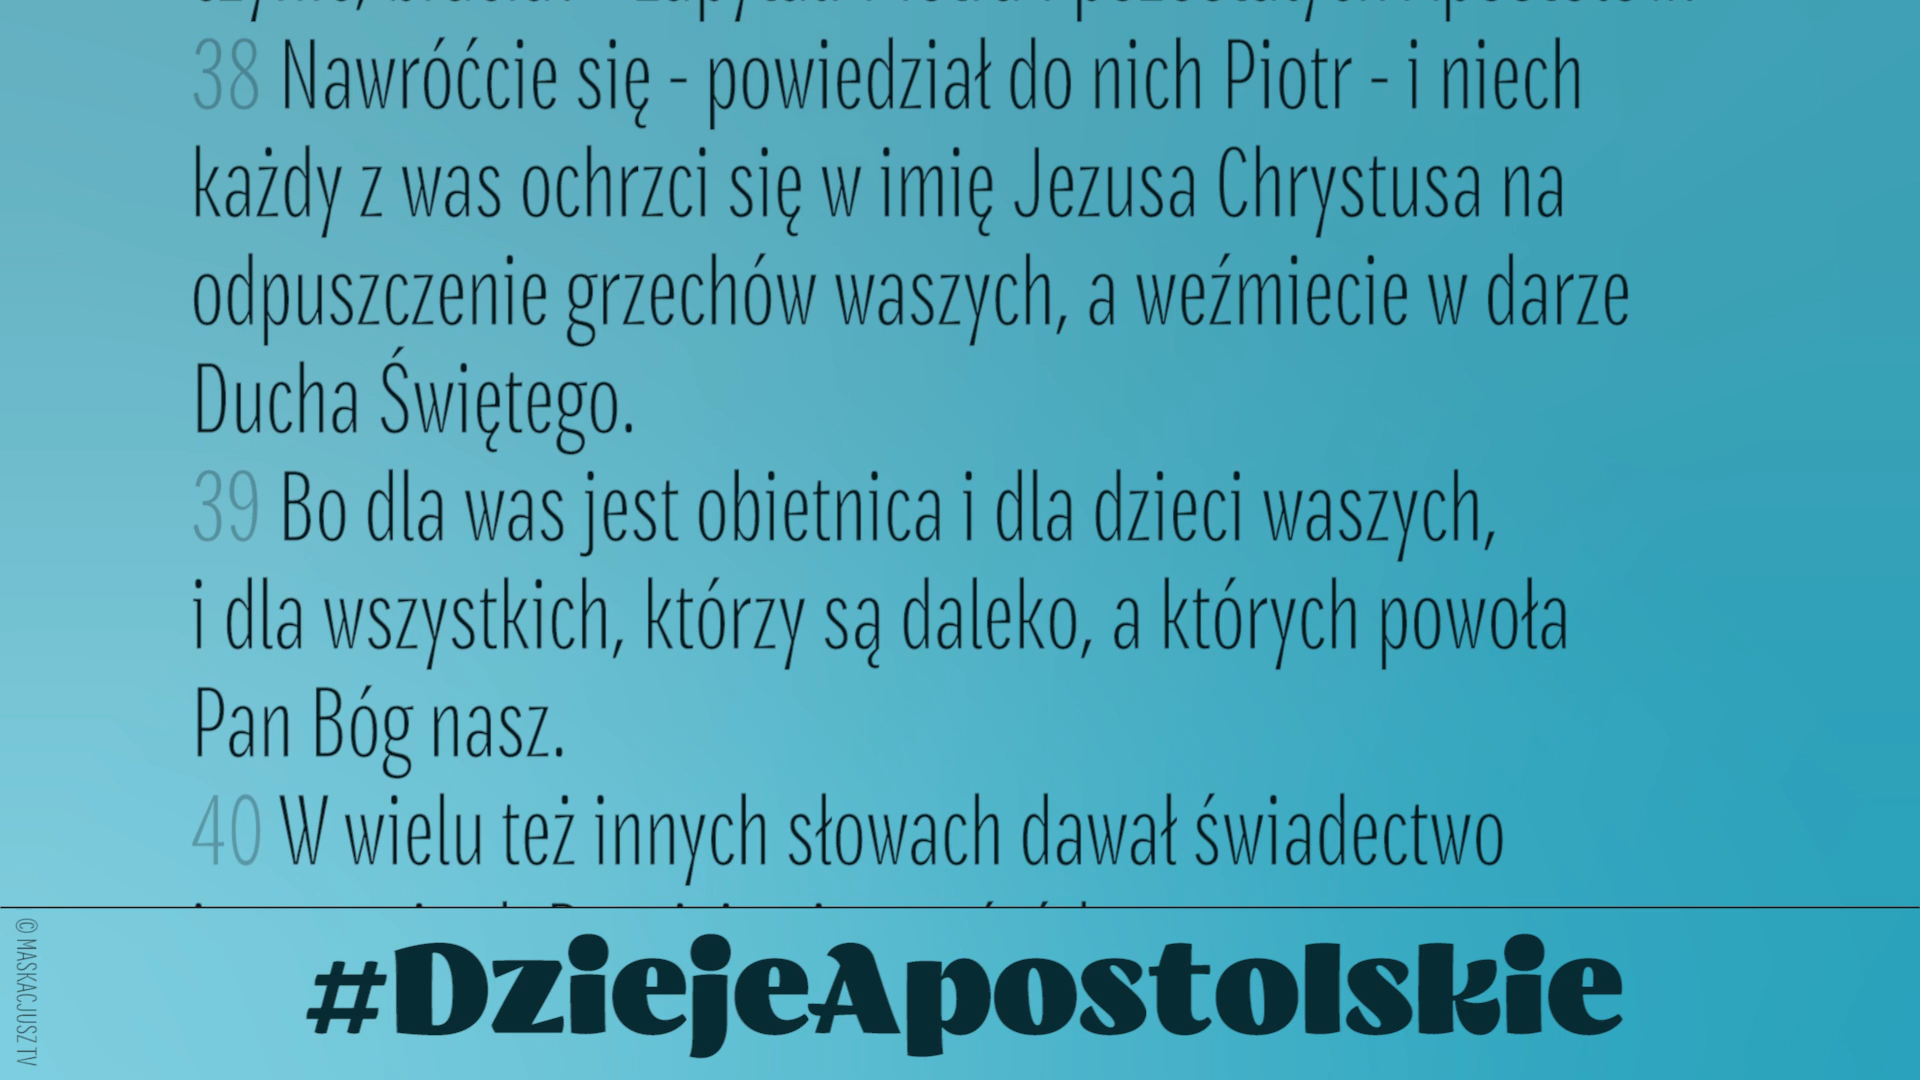 38 Nawróćcie się - powiedział do nich Piotr - i niech
każdy z was ochrzci się w imię Jezusa Chrystusa na
odpuszczenie grzechów waszych, a weźmiecie w darze
Ducha Świętego.
39 Bo dla was jest obietnica i dla dzieci waszych,
i dla wszystkich, którzy są daleko, a których powoła
Pan Bóg nasz.
40 W wielu też innych słowach dawał świadectwo
#DziejeApostolskie
© MASKACJUSZ TV